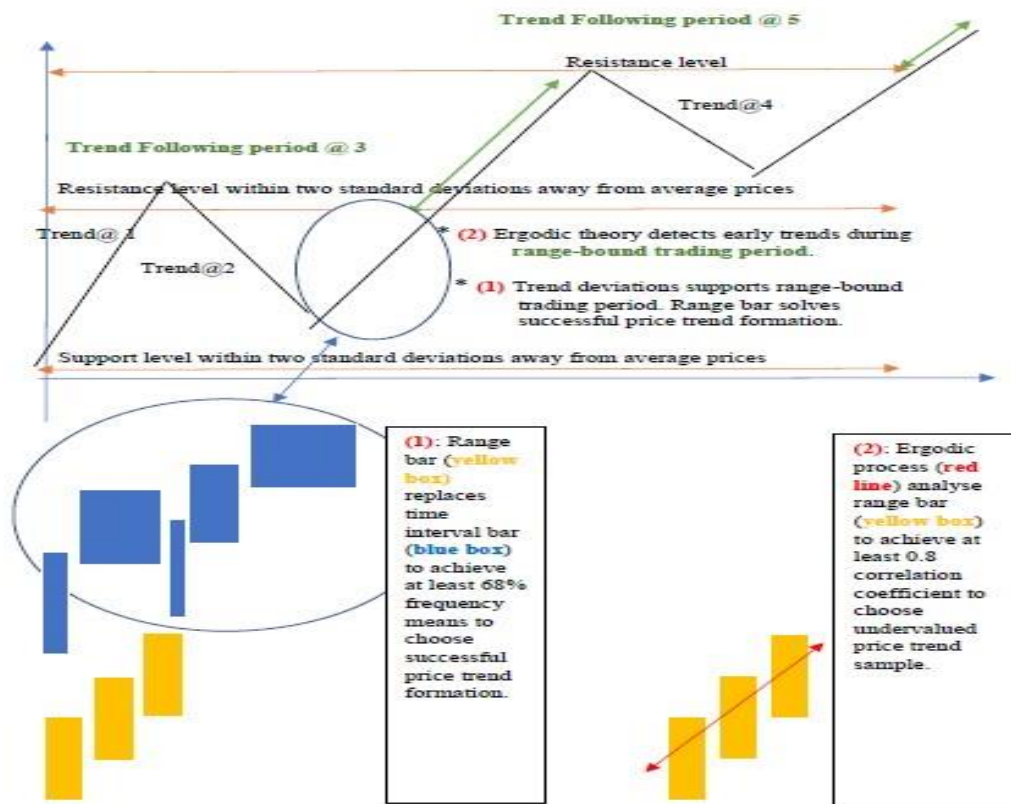 Trend Following period @ 5
Resistance level
Trend@4
Trend Following period @ 3
Resistance level within two standard deviations away from average prices
Trend@ 1
* (2) Ergodic theory detects early trends during
range-bound trading period.
Trend@2
* (1) Trend deviations supports range-bound
trading period. Range bar solves
successful price trend formation.
Support level within two standard deviations away from average prices
(1): Range
bar (yellow
box)
replaces
time
interval bar
(blue box)
to achieve
at least 68%
frequency
means to
choose
successful
price trend
formation.
(2): Ergodic
process (red
line) analyse
range bar
(yellow box)
to achieve at
least 0.8
correlation
coefficient to
choose
undervalued
price trend
sample.